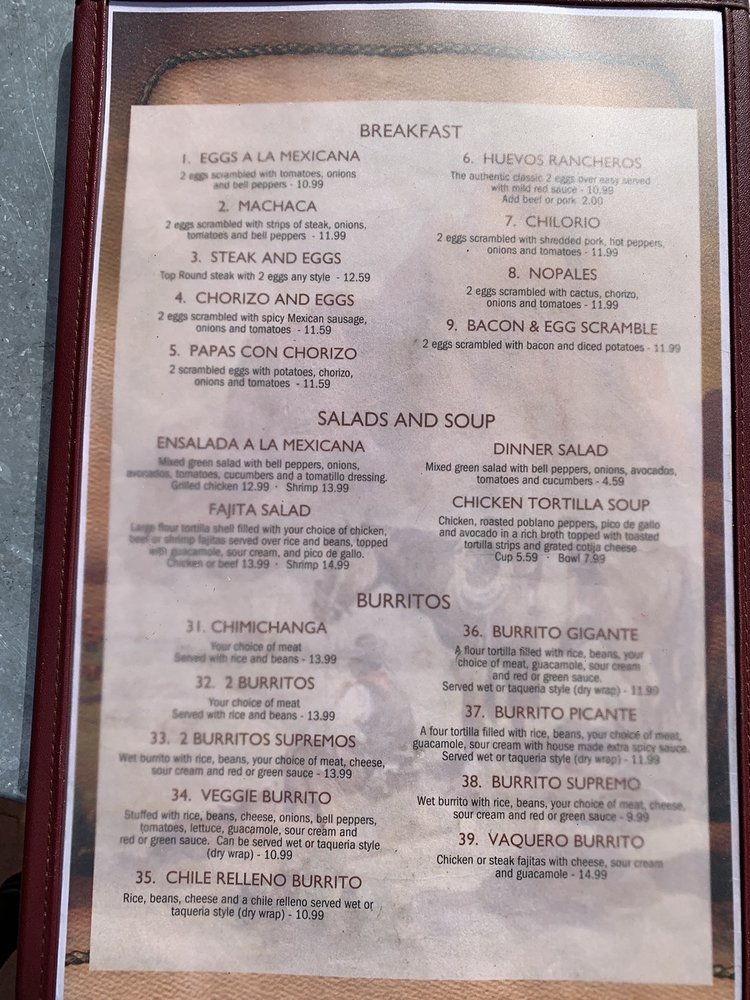 BREAKFAST
1. EGGS A LA MEXICANA
2 eggs scrambled with tomatoes, onions
and bell peppers - 10.99
2. MACHACA
2 eggs scrambled with strips of steak, onions,
tomatoes and bell peppers - 11.99
3. STEAK AND EGGS
Top Round steak with 2 eggs any style - 12.59
4. CHORIZO AND EGGS
2 eggs scrambled with spicy Mexican sausage,
onions and tomatoes - 11.59
5. PAPAS CON CHORIZO
2 scrambled eggs with potatoes, chorizo,
onions and tomatoes - 11.59
6. HUEVOS RANCHEROS
The authentic classic 2 eggs over easy served
with mild red sauce - 10.99
Add beef or pork 2.00
7. CHILORIO
2 eggs scrambled with shredded pork, hot peppers,
onions and tomatoes - 11.99
8. NOPALES
2 eggs scrambled with cactus, chorizo,
onions and tomatoes - 11.99
9. BACON & EGG SCRAMBLE
2 eggs scrambled with bacon and diced potatoes - 11.99
SALADS AND SOUP
ENSALADA A LA MEXICANA
Mixed green salad with bell peppers, onions,
avocados, tomatoes, cucumbers and a tomatillo dressing.
Grilled chicken 12.99 · Shrimp 13.99
FAJITA SALAD
Large flour tortilla shell filled with your choice of chicken,
beef or shrimp fajitas served over rice and beans, topped
with guacamole, sour cream, and pico de gallo.
Chicken or beef 13.99 · Shrimp 14.99
DINNER SALAD
Mixed green salad with bell peppers, onions, avocados,
tomatoes and cucumbers - 4.59
CHICKEN TORTILLA SOUP
Chicken, roasted poblano peppers, pico de gallo
and avocado in a rich broth topped with toasted
tortilla strips and grated cotija cheese
Cup 5.59 · Bowl 7.99
BURRITOS
31. CHIMICHANGA
Your choice of meat
Served with rice and beans - 13.99
32. 2 BURRITOS
Your choice of meat
Served with rice and beans - 13.99
33. 2 BURRITOS SUPREMOS
Wet burrito with rice, beans, your choice of meat, cheese,
sour cream and red or green sauce - 13.99
34. VEGGIE BURRITO
Stuffed with rice, beans, cheese, onions, bell peppers,
tomatoes, lettuce, guacamole, sour cream and
red or green sauce. Can be served wet or taqueria style
(dry wrap) - 10.99
35. CHILE RELLENO BURRITO
Rice, beans, cheese and a chile relleno served wet or
taqueria style (dry wrap) - 10.99
36. BURRITO GIGANTE
A flour tortilla filled with rice, beans, your
choice of meat, guacamole, sour cream
and red or green sauce.
Served wet or taqueria style (dry wrap) - 11.99
37. BURRITO PICANTE
A four tortilla filled with rice, beans, your choice of meat,
guacamole, sour cream with house made extra spicy sauce.
Served wet or taqueria style (dry wrap) - 11.99
38. BURRITO SUPREMO
Wet burrito with rice, beans, your choice of meat, cheese,
sour cream and red or green sauce - 9.99
39. VAQUERO BURRITO
Chicken or steak fajitas with cheese, sour cream
and guacamole - 14.99